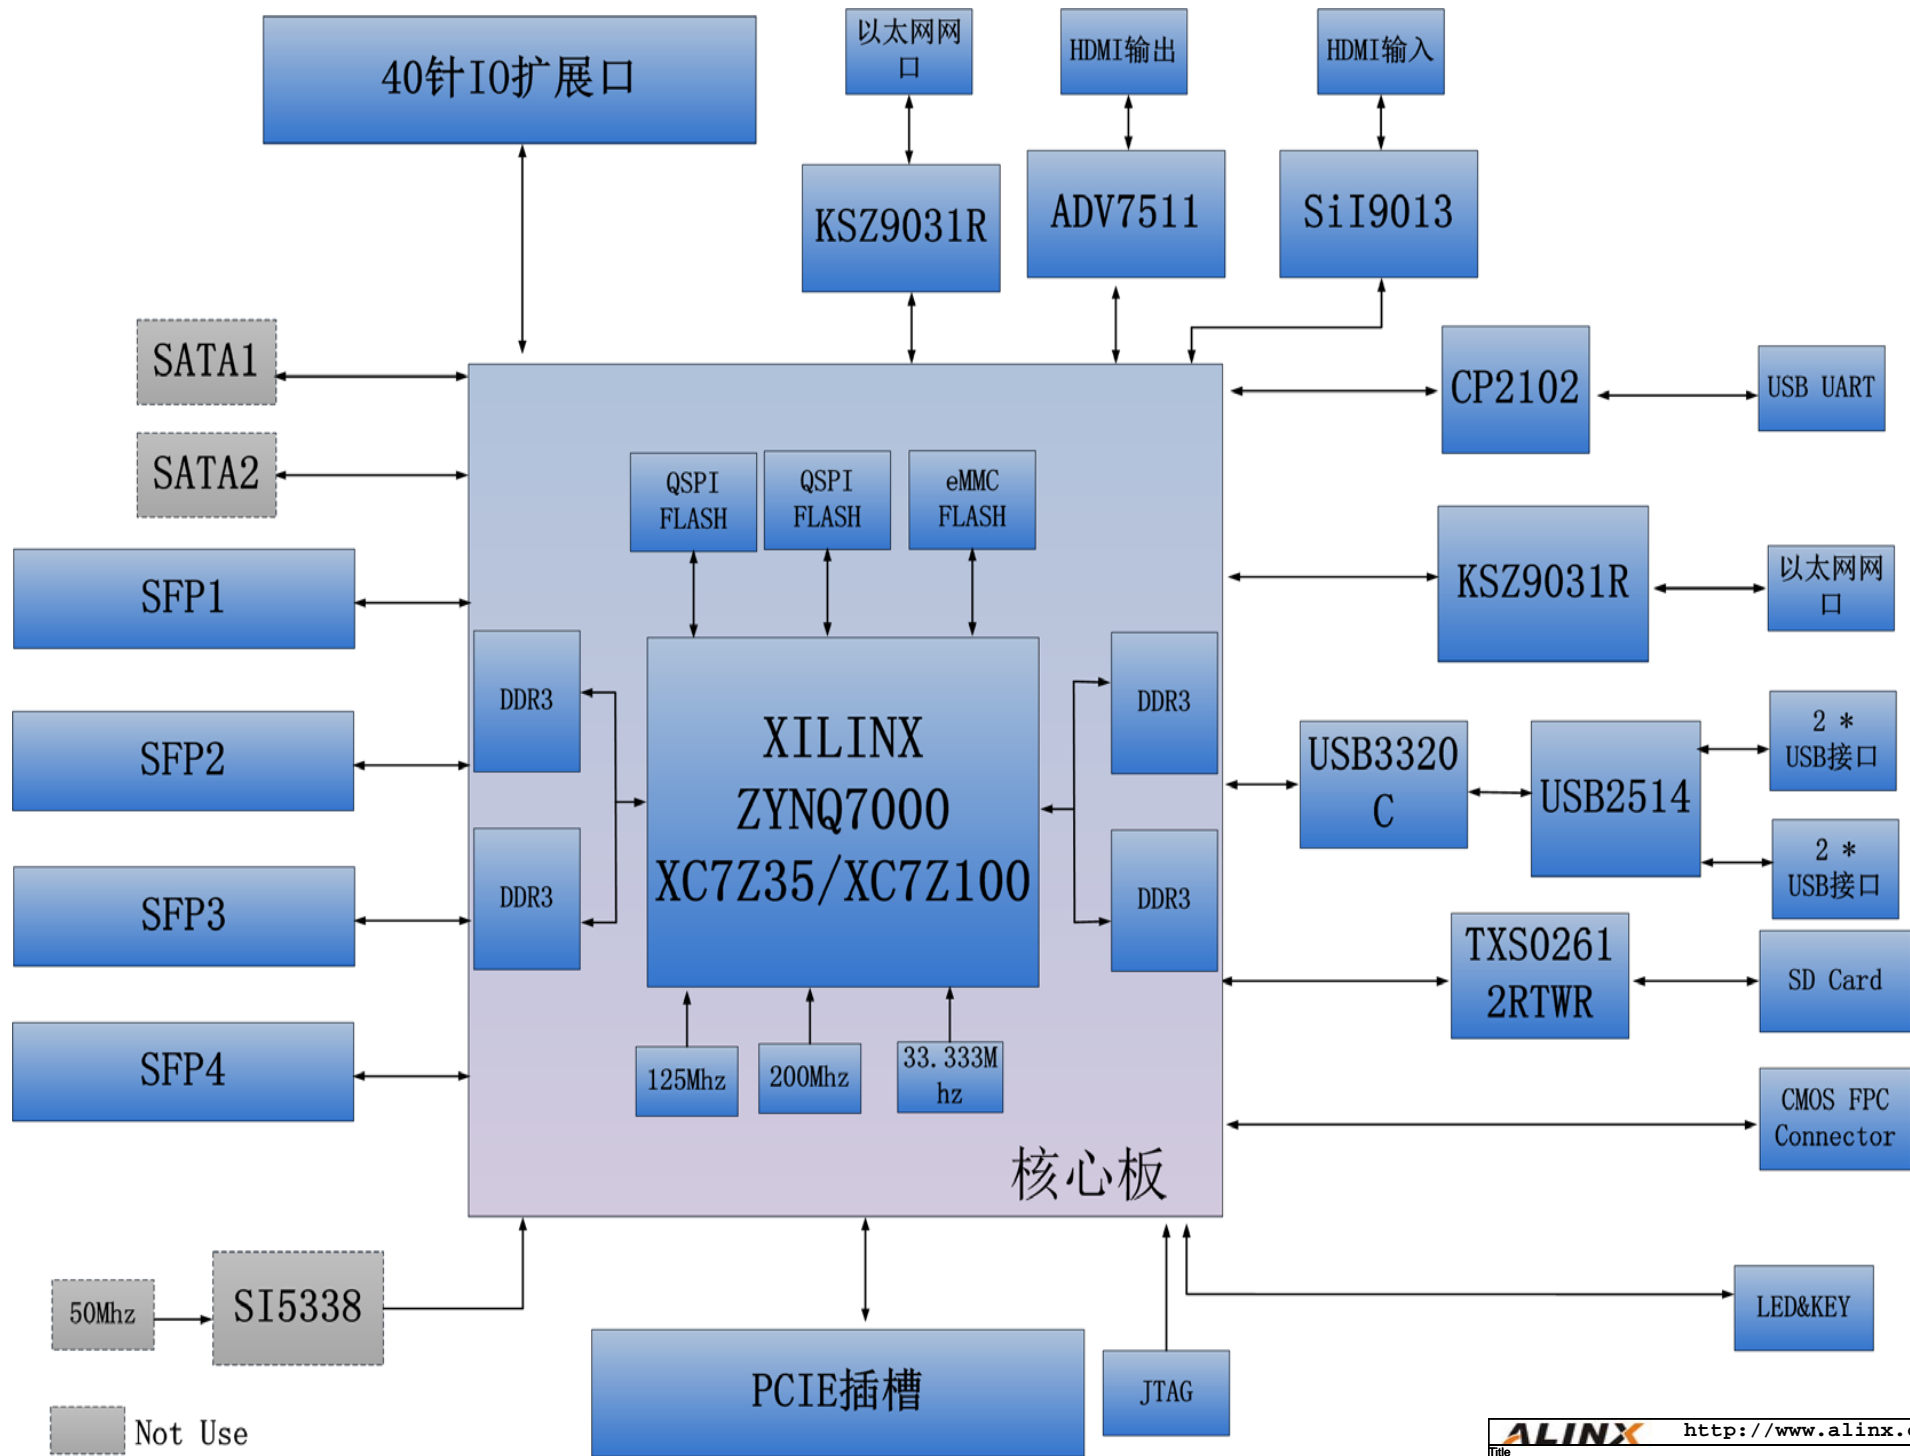 40针IO扩展口
以太网网
口
HDMI输出
HDMI输入
KSZ9031R
ADV7511
SiI9013
SATA1
SATA2
SFP1
SFP2
SFP3
SFP4
CP2102
USB UART
KSZ9031R
以太网网
口
QSPI
FLASH
QSPI
FLASH
eMMC
FLASH
DDR3
DDR3
XILINX
ZYNQ7000
XC7Z35/XC7Z100
DDR3
DDR3
125Mhz
200Mhz
33.333M
hz
核心板
USB3320
C
USB2514
2 *
USB接口
2 *
USB接口
TXS0261
2RTWR
SD Card
CMOS FPC
Connector
50Mhz
SI5338
PCIE插槽
JTAG
LED&KEY
Not Use
ALINX
http://www.alinx.
Title